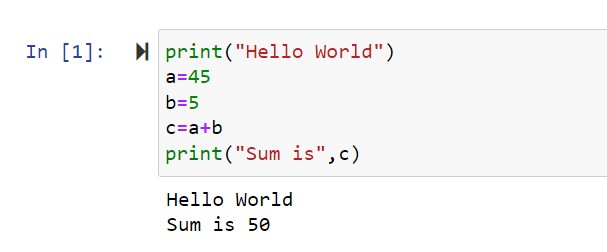 In [1]:
print("Hello World")
a=45
b=5
c=a+b
print("Sum is",c)
Hello World
Sum is 50